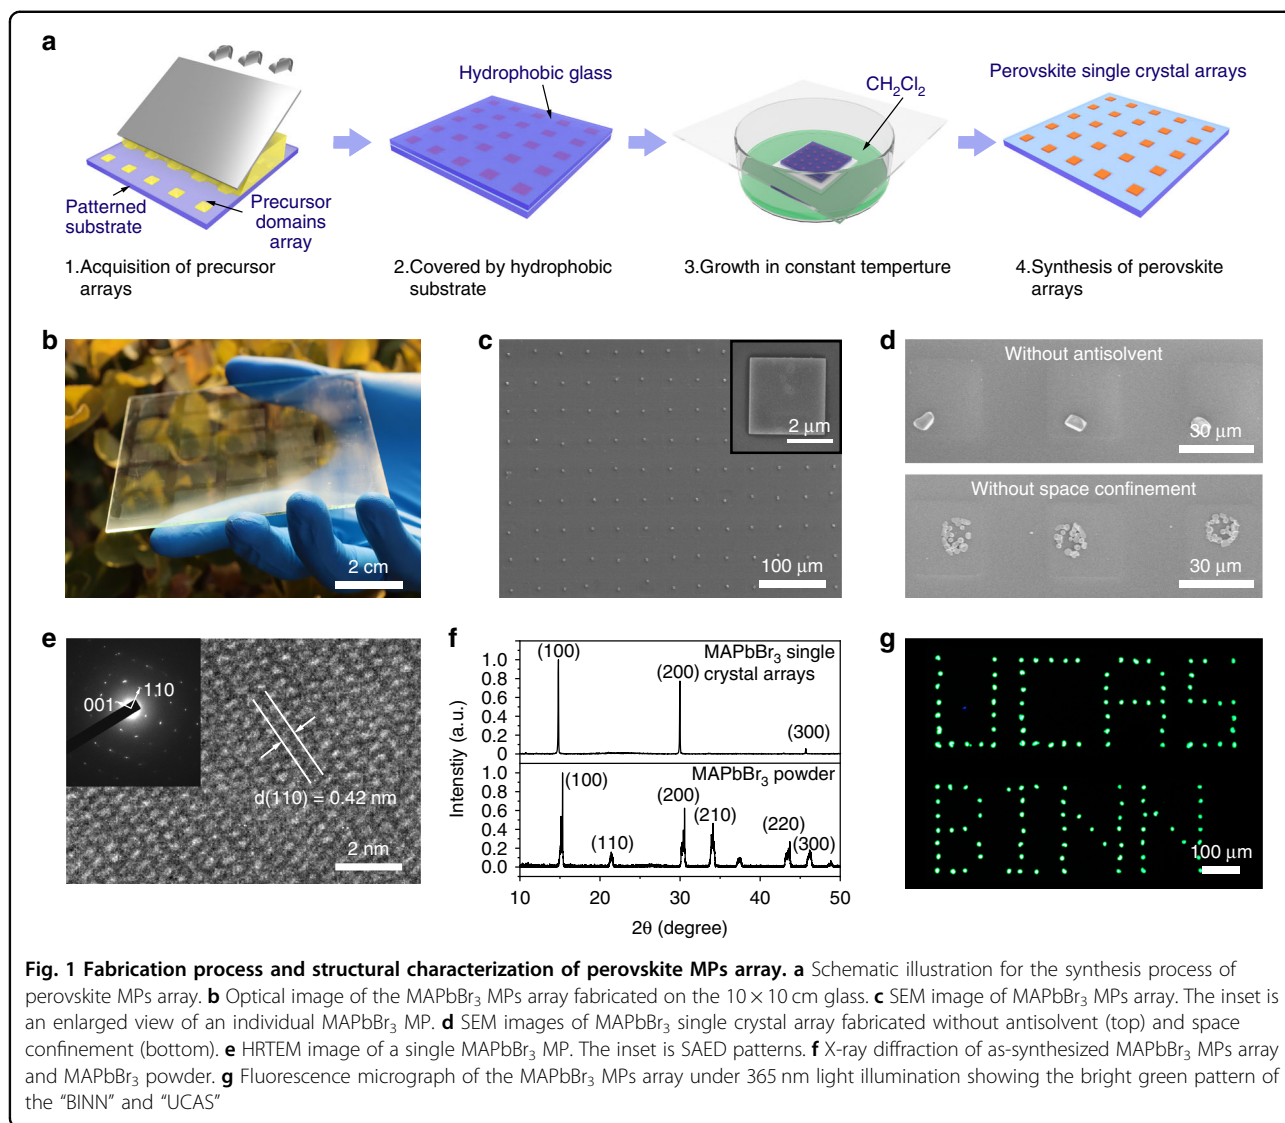 a
Hydrophobic glass
CH₂Cl₂
Perovskite single crystal arrays
Patterned
substrate
Precursor
domains
array
1.Acquisition of precursor
arrays
2.Covered by hydrophobic
substrate
3.Growth in constant temperture
4.Synthesis of perovskite
arrays
b
2 cm
c
2 μm
100 μm
d
Without antisolvent
30 μm
Without space confinement
30 μm
e
110
001
d(110) = 0.42 nm
2 nm
f
Intenstiy (a.u.)
1.0
0.8
0.6
0.4
0.2
0
(100)
(200)
(300)
MAPbBr₃ single
crystal arrays
1.0
0.8
0.6
0.4
0.2
0.0
(100)
(110)
(200)
(210)
(220)
(300)
MAPbBr₃ powder
10 20 30 40 50
2θ (degree)
g
UCAS
BINN
100 μm
Fig. 1 Fabrication process and structural characterization of perovskite MPs array. a Schematic illustration for the synthesis process of
perovskite MPs array. b Optical image of the MAPbBr₃ MPs array fabricated on the 10 × 10 cm glass. c SEM image of MAPbBr₃ MPs array. The inset is
an enlarged view of an individual MAPbBr₃ MP. d SEM images of MAPbBr₃ single crystal array fabricated without antisolvent (top) and space
confinement (bottom). e HRTEM image of a single MAPbBr₃ MP. The inset is SAED patterns. f X-ray diffraction of as-synthesized MAPbBr₃ MPs array
and MAPbBr₃ powder. g Fluorescence micrograph of the MAPbBr₃ MPs array under 365 nm light illumination showing the bright green pattern of
the “BINN” and “UCAS”